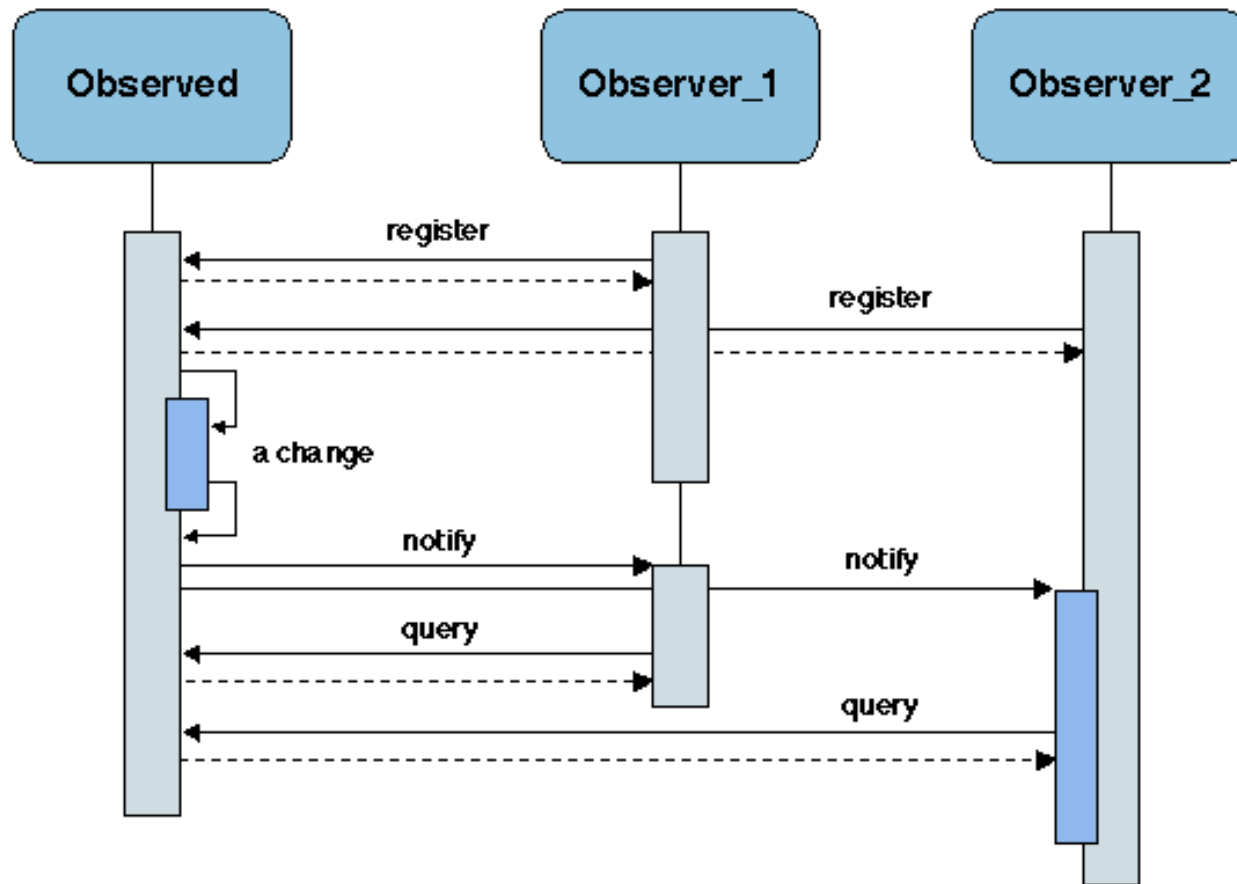 Observed
Observer_1
Observer_2
register
register
a change
notify
notify
query
query